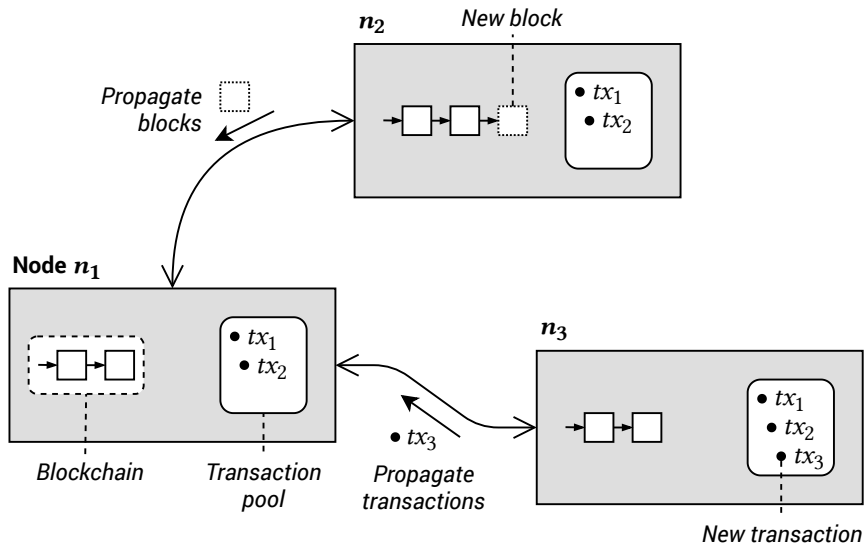 n2
New block
Propagate
blocks
tx1
tx2
Node n1
tx1
tx2
n3
tx1
tx2
tx3
tx3
Blockchain
Transaction
pool
Propagate
transactions
New transaction